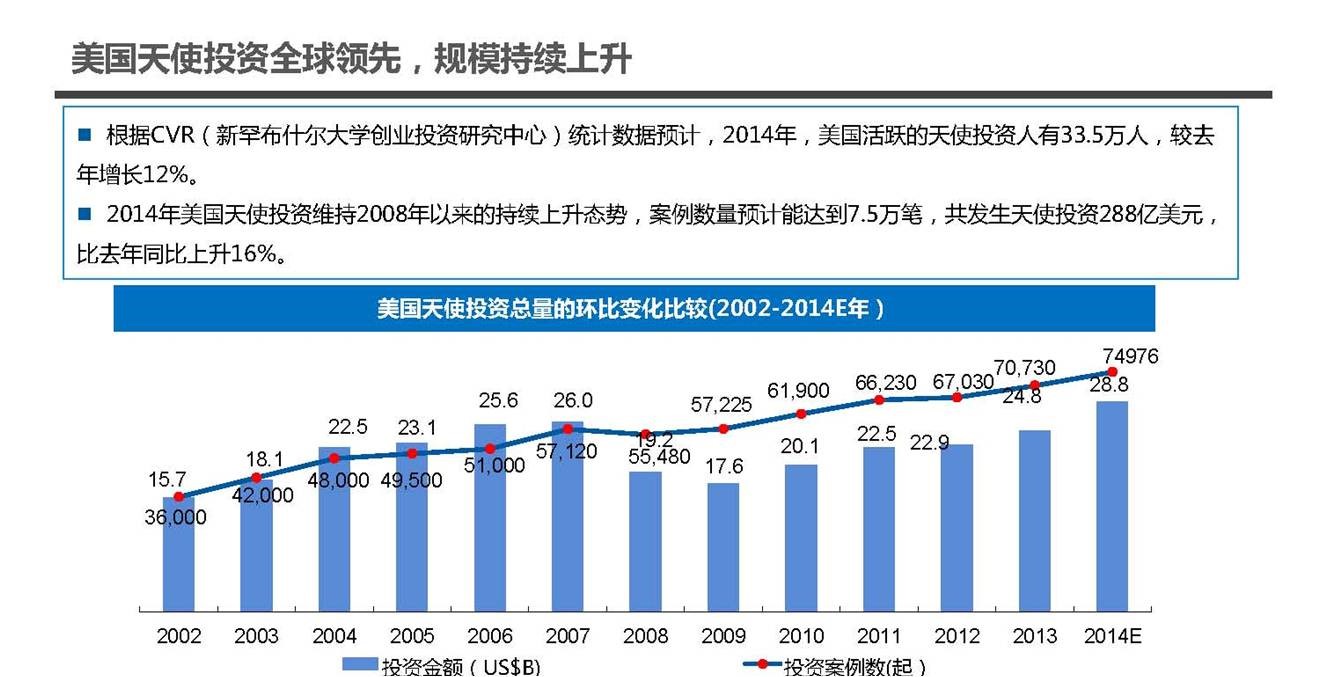 美国天使投资全球领先，规模持续上升
■ 根据CVR（新罕布什尔大学创业投资研究中心）统计数据预计，2014年，美国活跃的天使投资人有33.5万人，较去
年增长12%。
■ 2014年美国天使投资维持2008年以来的持续上升态势，案例数量预计能达到7.5万笔，共发生天使投资288亿美元，
比去年同比上升16%。
美国天使投资总量的环比变化比较(2002-2014E年）
15.7 18.1 22.5 23.1 25.6 26.0 19.2 17.6 20.1 22.5 22.9 24.8 28.8
36,000 42,000 48,000 49,500 51,000 57,120 55,480 57,225 61,900 66,230 67,030 70,730 74976
2002 2003 2004 2005 2006 2007 2008 2009 2010 2011 2012 2013 2014E
投资金额（US$B) 投资案例数(起）